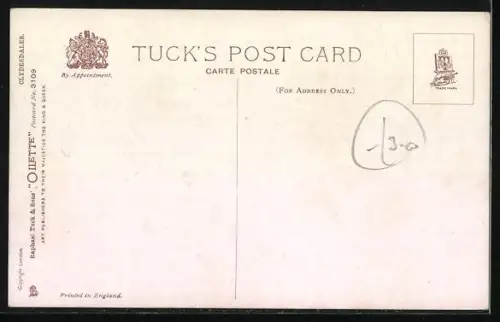 TUCK'S POST CARD
CARTE POSTALE
By Appointment.
(FOR ADDRESS ONLY.)
TRADE MARK
CLYDESDALES.
Raphael Tuck & Sons' "OILETTE" Postcard No. 3109
ART PUBLISHERS TO THEIR MAJESTIES THE KING & QUEEN.
Copyright London.
Printed in England.